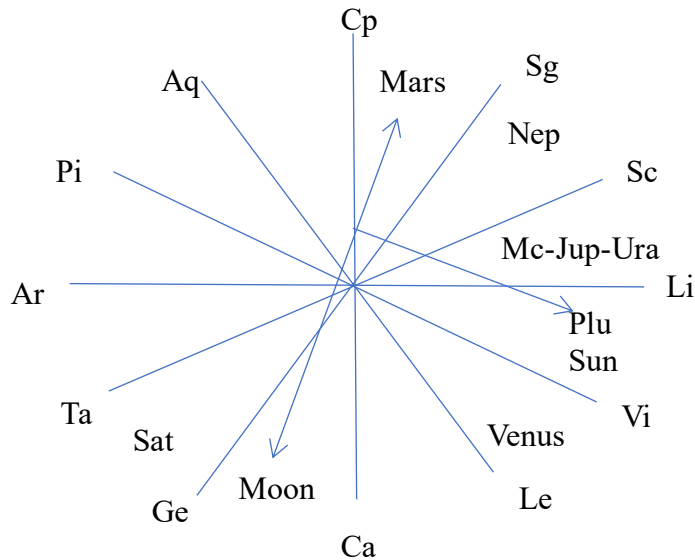 Cp
Sg
Aq
Mars
Nep
Pi
Sc
Mc-Jup-Ura
Ar
Li
Plu
Sun
Ta
Vi
Sat
Venus
Moon
Le
Ge
Ca